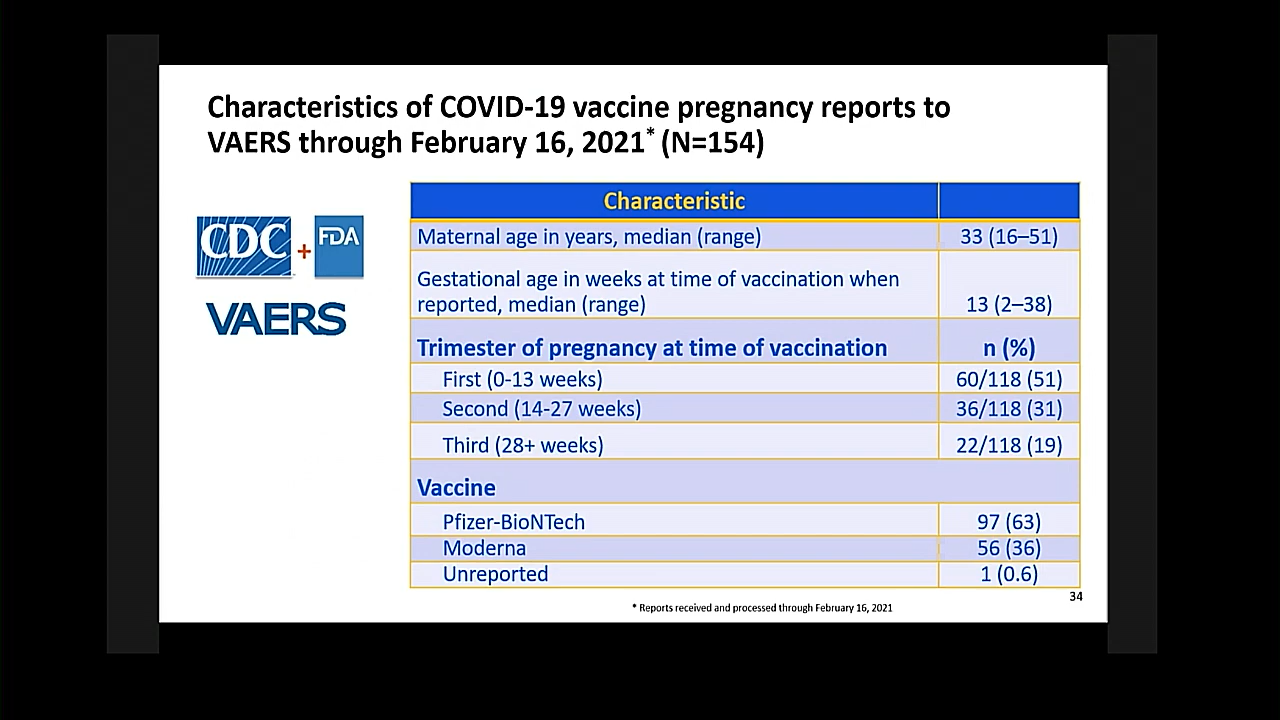 Characteristics of COVID-19 vaccine pregnancy reports to
VAERS through February 16, 2021* (N=154)
CDC + FDA
VAERS
Characteristic
Maternal age in years, median (range) 33 (16–51)
Gestational age in weeks at time of vaccination when
reported, median (range) 13 (2–38)
Trimester of pregnancy at time of vaccination n (%)
First (0-13 weeks) 60/118 (51)
Second (14-27 weeks) 36/118 (31)
Third (28+ weeks) 22/118 (19)
Vaccine
Pfizer-BioNTech 97 (63)
Moderna 56 (36)
Unreported 1 (0.6)
34
* Reports received and processed through February 16, 2021